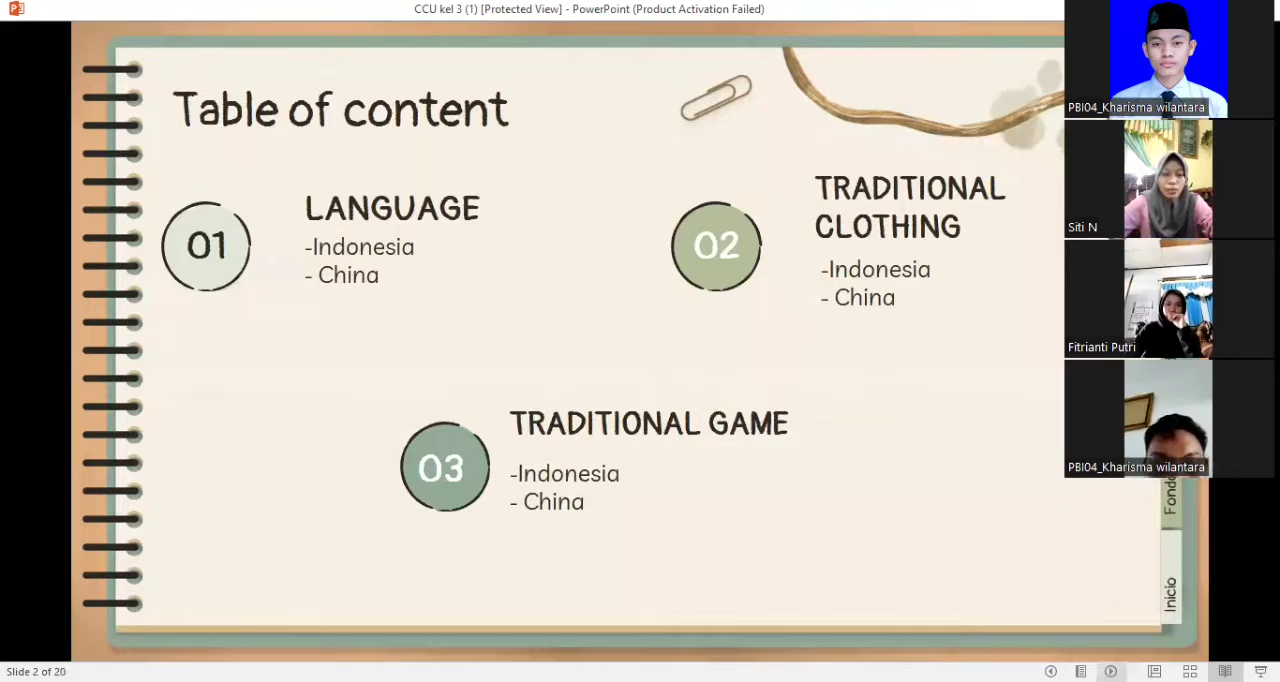 CCU kel 3 (1) [Protected View] - PowerPoint (Product Activation Failed)
Table of content
01
LANGUAGE
-Indonesia
- China
02
TRADITIONAL
CLOTHING
-Indonesia
- China
03
TRADITIONAL GAME
-Indonesia
- China
PBI04_Kharisma wilantara
Siti N
Fitrianti Putri
PBI04_Kharisma wilantara
Inicio
Slide 2 of 20